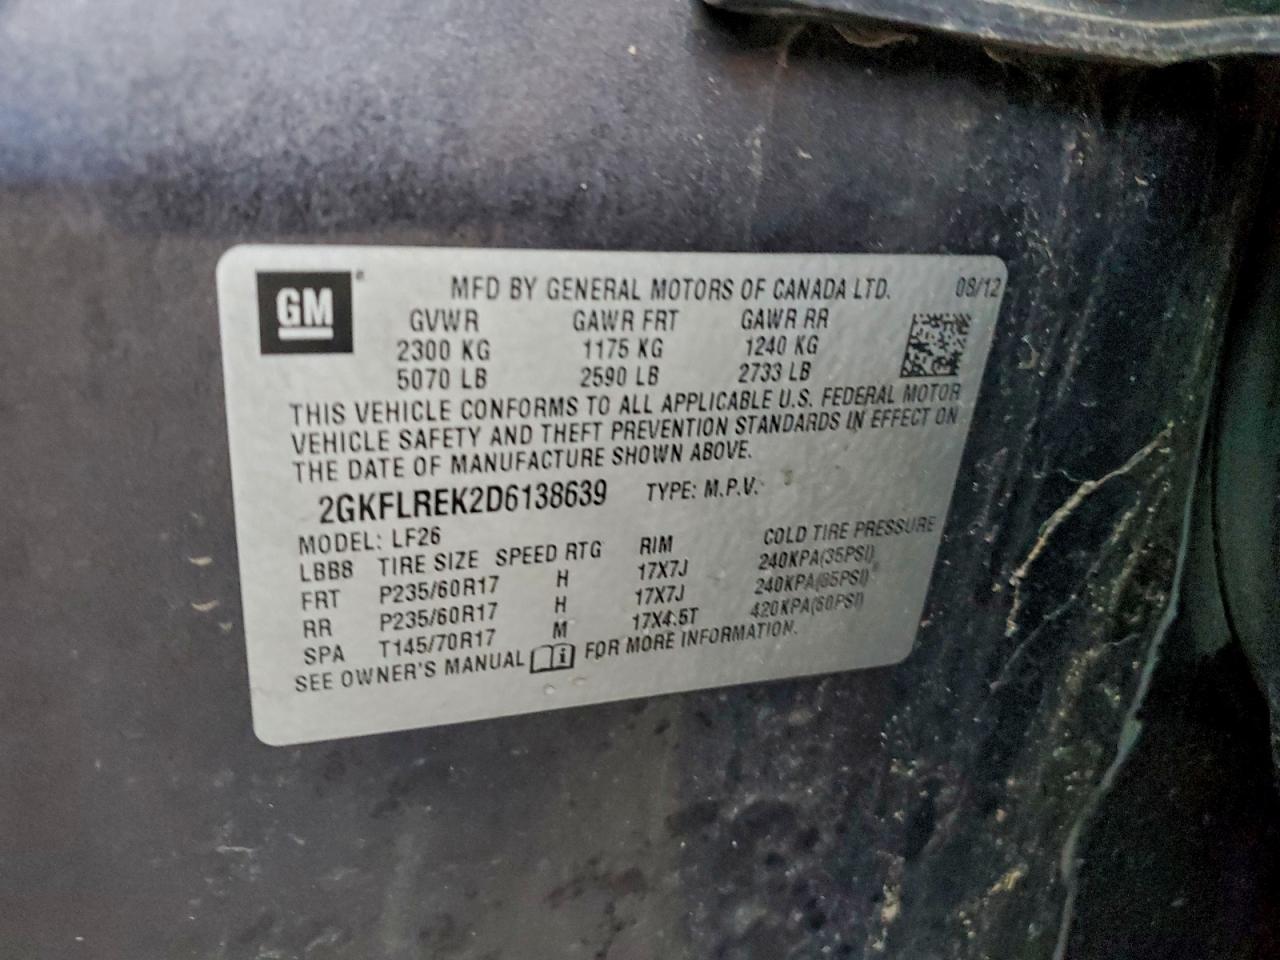 GM ®
MFD BY GENERAL MOTORS OF CANADA LTD. 08/12
GVWR GAWR FRT GAWR RR
2300 KG 1175 KG 1240 KG
5070 LB 2590 LB 2733 LB
THIS VEHICLE CONFORMS TO ALL APPLICABLE U.S. FEDERAL MOTOR
VEHICLE SAFETY AND THEFT PREVENTION STANDARDS IN EFFECT ON
THE DATE OF MANUFACTURE SHOWN ABOVE.
2GKFLREK2D6138639 TYPE: M.P.V.
MODEL: LF26
LBB8 TIRE SIZE SPEED RTG RIM COLD TIRE PRESSURE
FRT P235/60R17 H 17X7J 240KPA(35PSI)
RR P235/60R17 H 17X7J 240KPA(35PSI)
SPA T145/70R17 M 17X4.5T 420KPA(60PSI)
SEE OWNER'S MANUAL i FOR MORE INFORMATION.